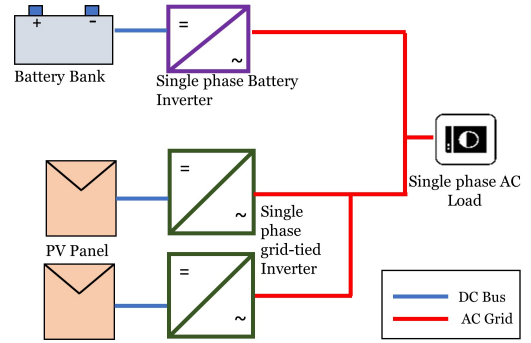 + -
Battery Bank
=
~
Single phase Battery
Inverter
Single phase AC
Load
=
~
PV Panel
Single
phase
grid-tied
Inverter
=
~
DC Bus
AC Grid